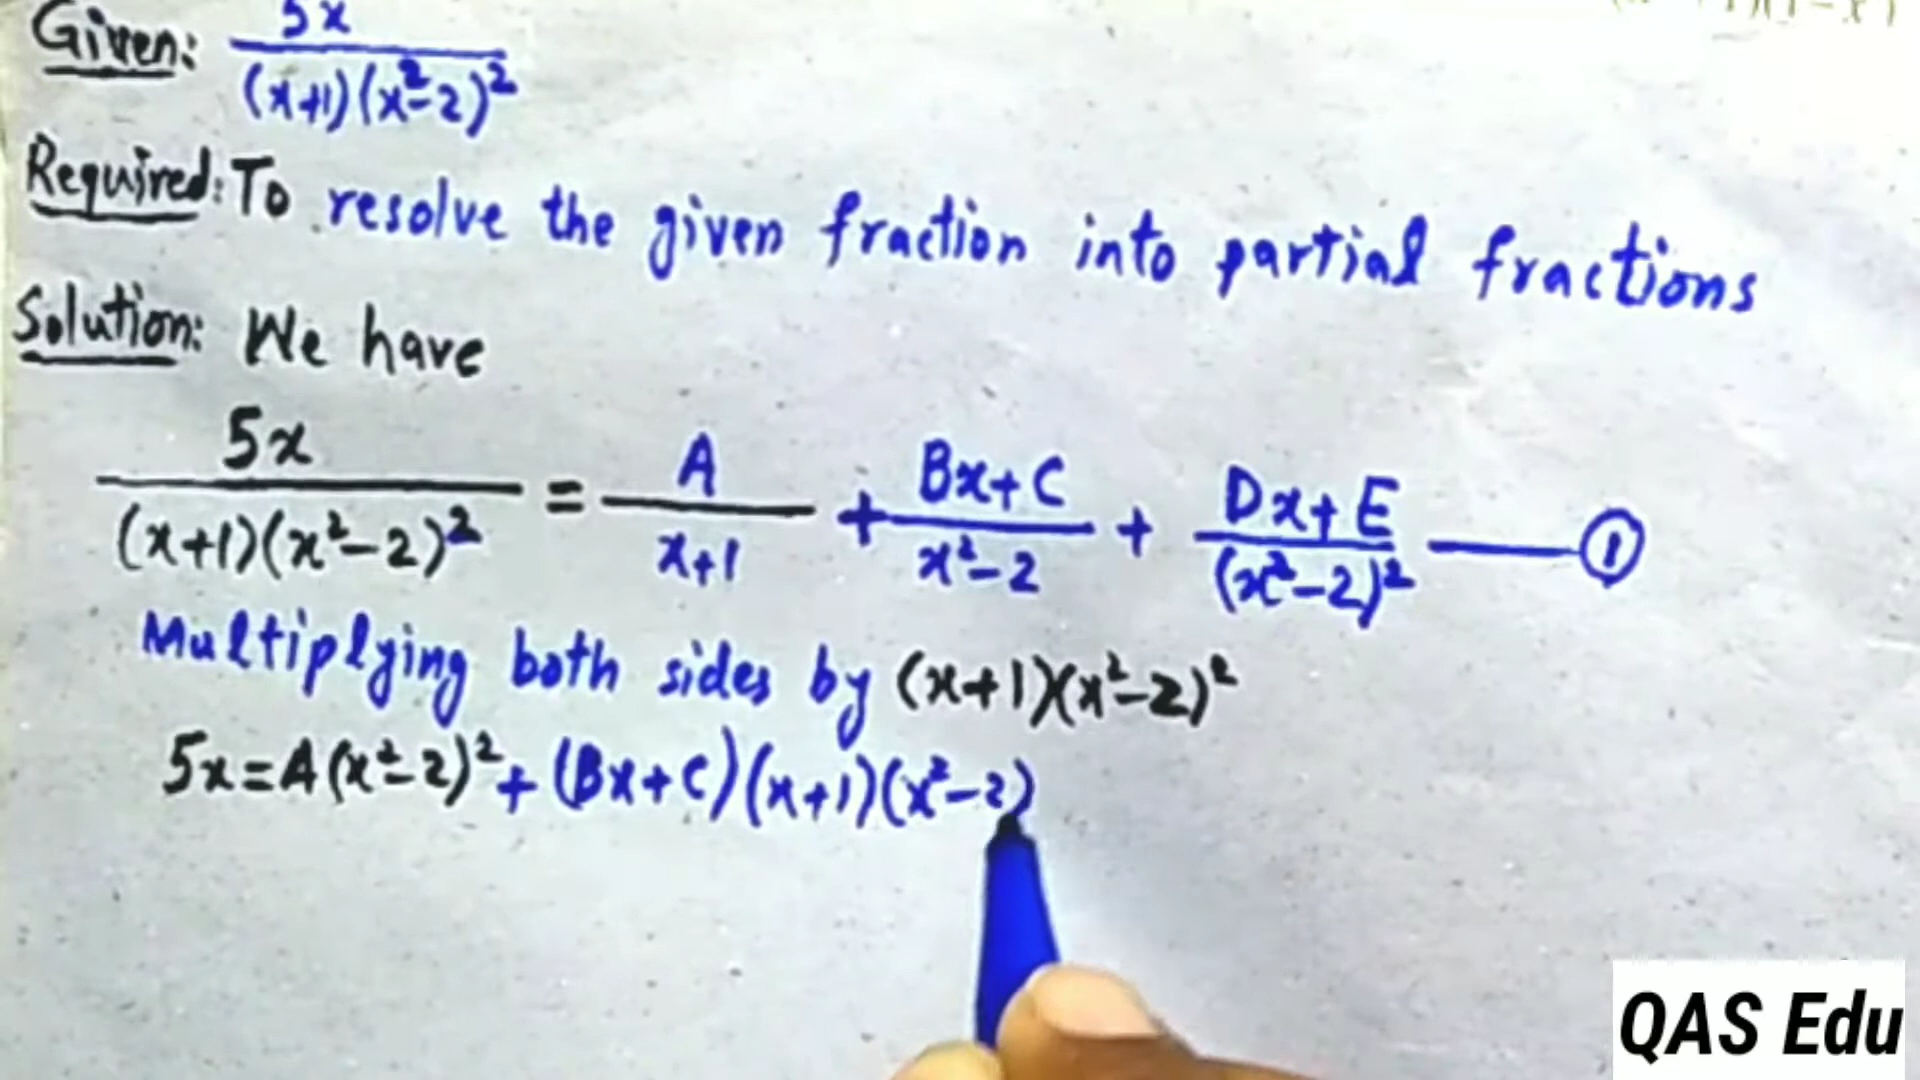 Given: 5x / (x+1)(x²-2)²
Required: To resolve the given fraction into partial fractions
Solution: We have
5x / (x+1)(x²-2)² = A / x+1 + Bx+C / x²-2 + Dx+E / (x²-2)² —— ①
Multiplying both sides by (x+1)(x²-2)²
5x = A(x²-2)² + (Bx+C)(x+1)(x²-2)
QAS Edu